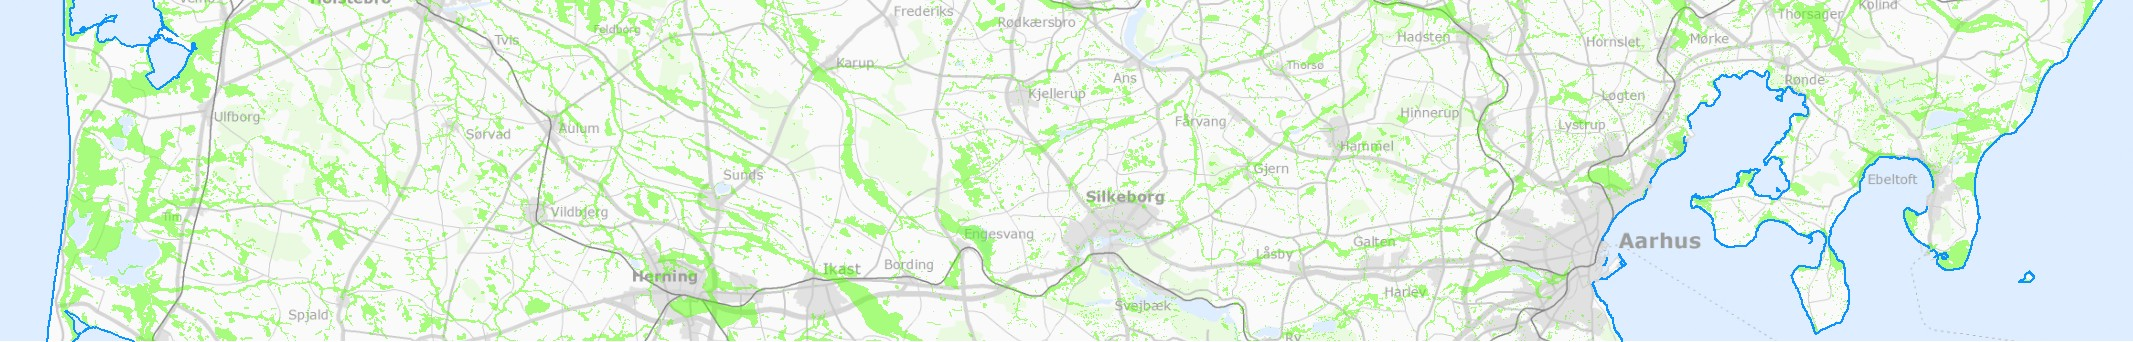 Holstebro
Frederiks
Rødkærsbro
Kolind
Thorsager
Feldborg
Tvis
Hadsten
Hornslet
Mørke
Karup
Ans
Thorsø
Rønde
Kjellerup
Løgten
Ulfborg
Hinnerup
Sørvad
Aulum
Fårvang
Lystrup
Hammel
Sunds
Gjern
Ebeltoft
Silkeborg
Tim
Vildbjerg
Engesvang
Galten
Aarhus
Låsby
Herning
Ikast
Bording
Harlev
Svejbæk
Spjald
Ry